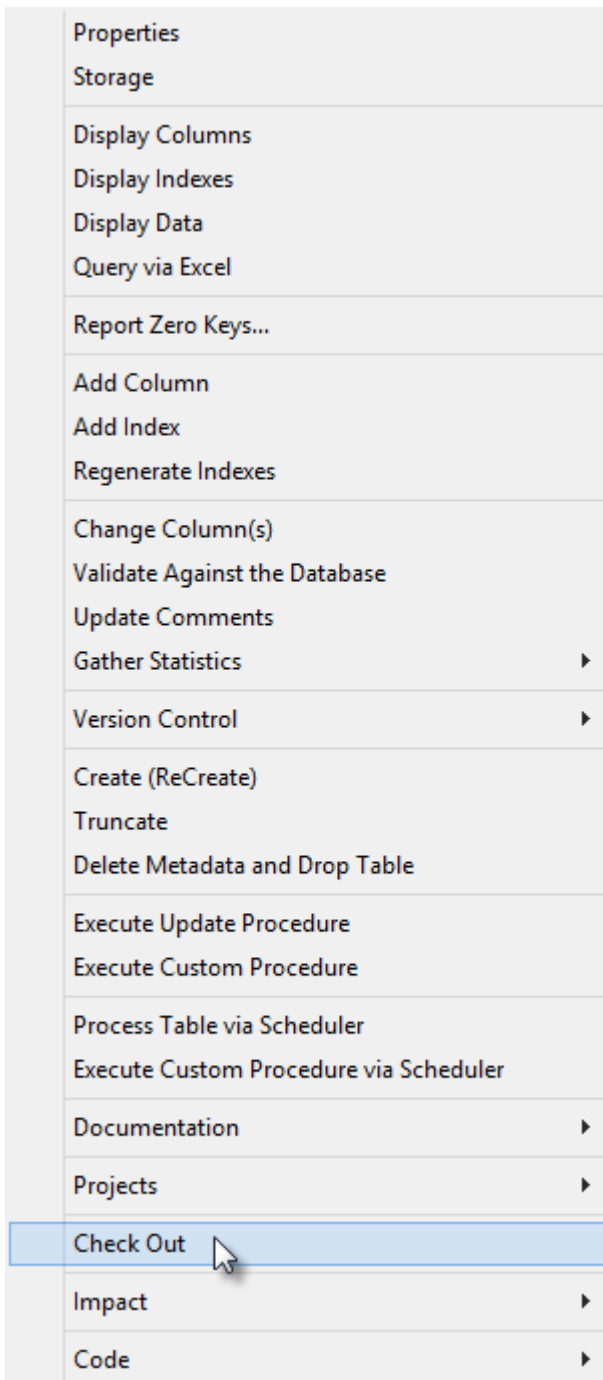 Properties
Storage
Display Columns
Display Indexes
Display Data
Query via Excel
Report Zero Keys...
Add Column
Add Index
Regenerate Indexes
Change Column(s)
Validate Against the Database
Update Comments
Gather Statistics
Version Control
Create (ReCreate)
Truncate
Delete Metadata and Drop Table
Execute Update Procedure
Execute Custom Procedure
Process Table via Scheduler
Execute Custom Procedure via Scheduler
Documentation
Projects
Check Out
Impact
Code